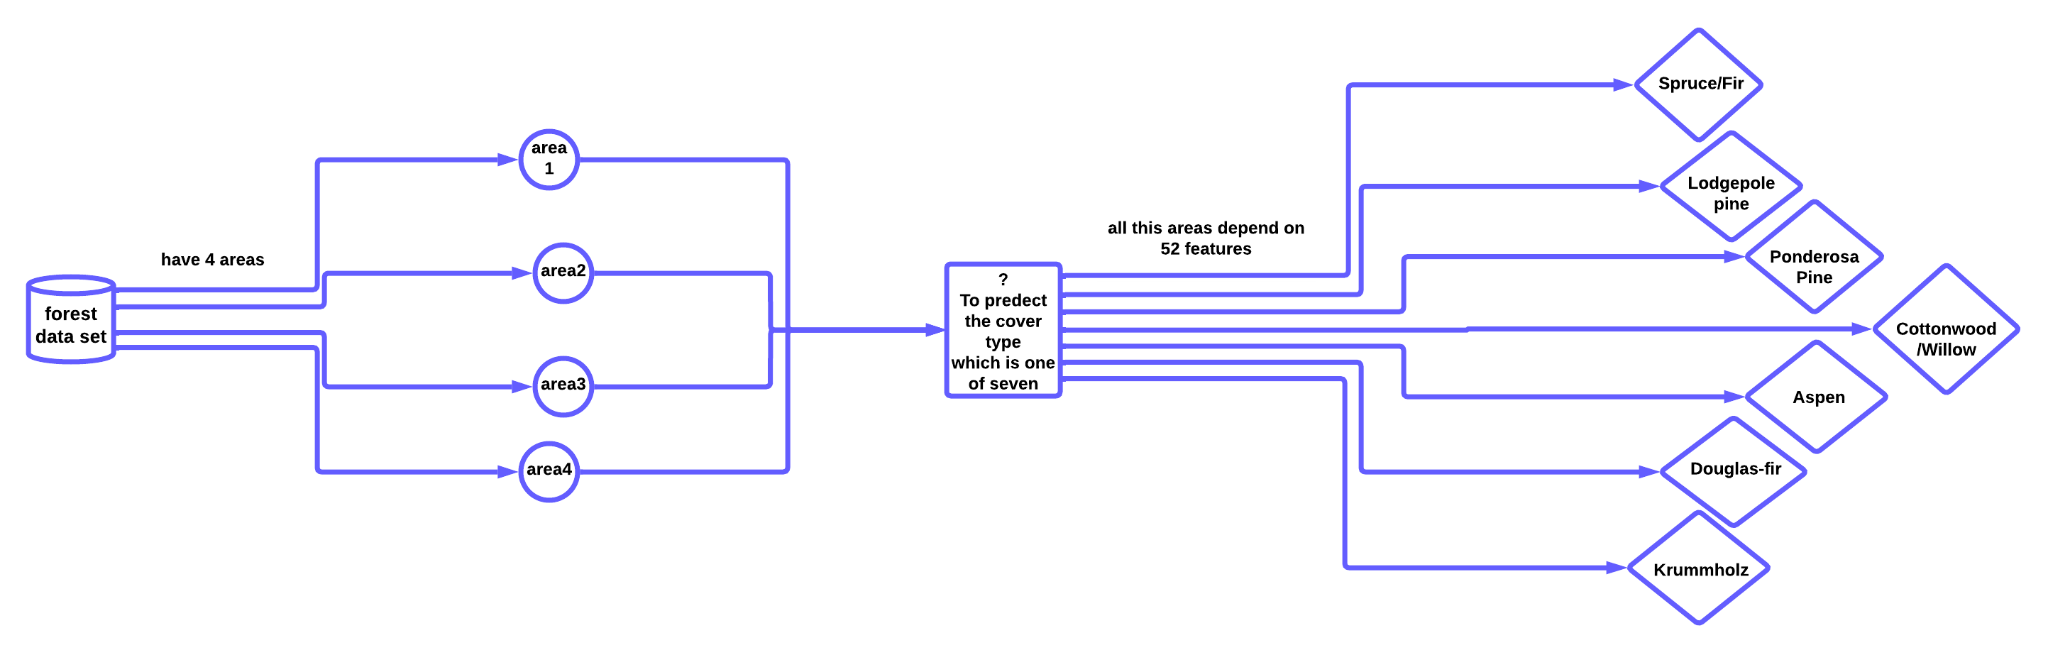 have 4 areas
forest
data set
area
1
area2
area3
area4
?
To predect
the cover
type
which is one
of seven
all this areas depend on
52 features
Spruce/Fir
Lodgepole
pine
Ponderosa
Pine
Cottonwood
/Willow
Aspen
Douglas-fir
Krummholz